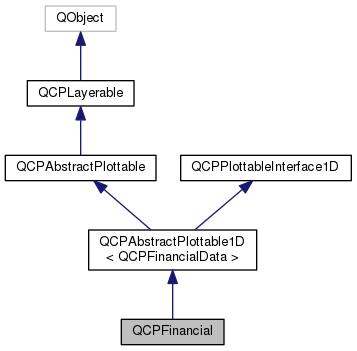 QObject
QCPLayerable
QCPAbstractPlottable
QCPPlottableInterface1D
QCPAbstractPlottable1D
< QCPFinancialData >
QCPFinancial